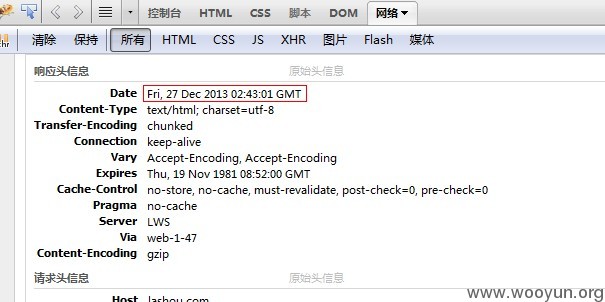 控制台 HTML CSS 脚本 DOM 网络
清除 保持 所有 HTML CSS JS XHR 图片 Flash 媒体
响应头信息 原始头信息
Date Fri, 27 Dec 2013 02:43:01 GMT
Content-Type text/html; charset=utf-8
Transfer-Encoding chunked
Connection keep-alive
Vary Accept-Encoding, Accept-Encoding
Expires Thu, 19 Nov 1981 08:52:00 GMT
Cache-Control no-store, no-cache, must-revalidate, post-check=0, pre-check=0
Pragma no-cache
Server LWS
Via web-1-47
Content-Encoding gzip
请求头信息 原始头信息
Host lashou.com
www.wooyun.org